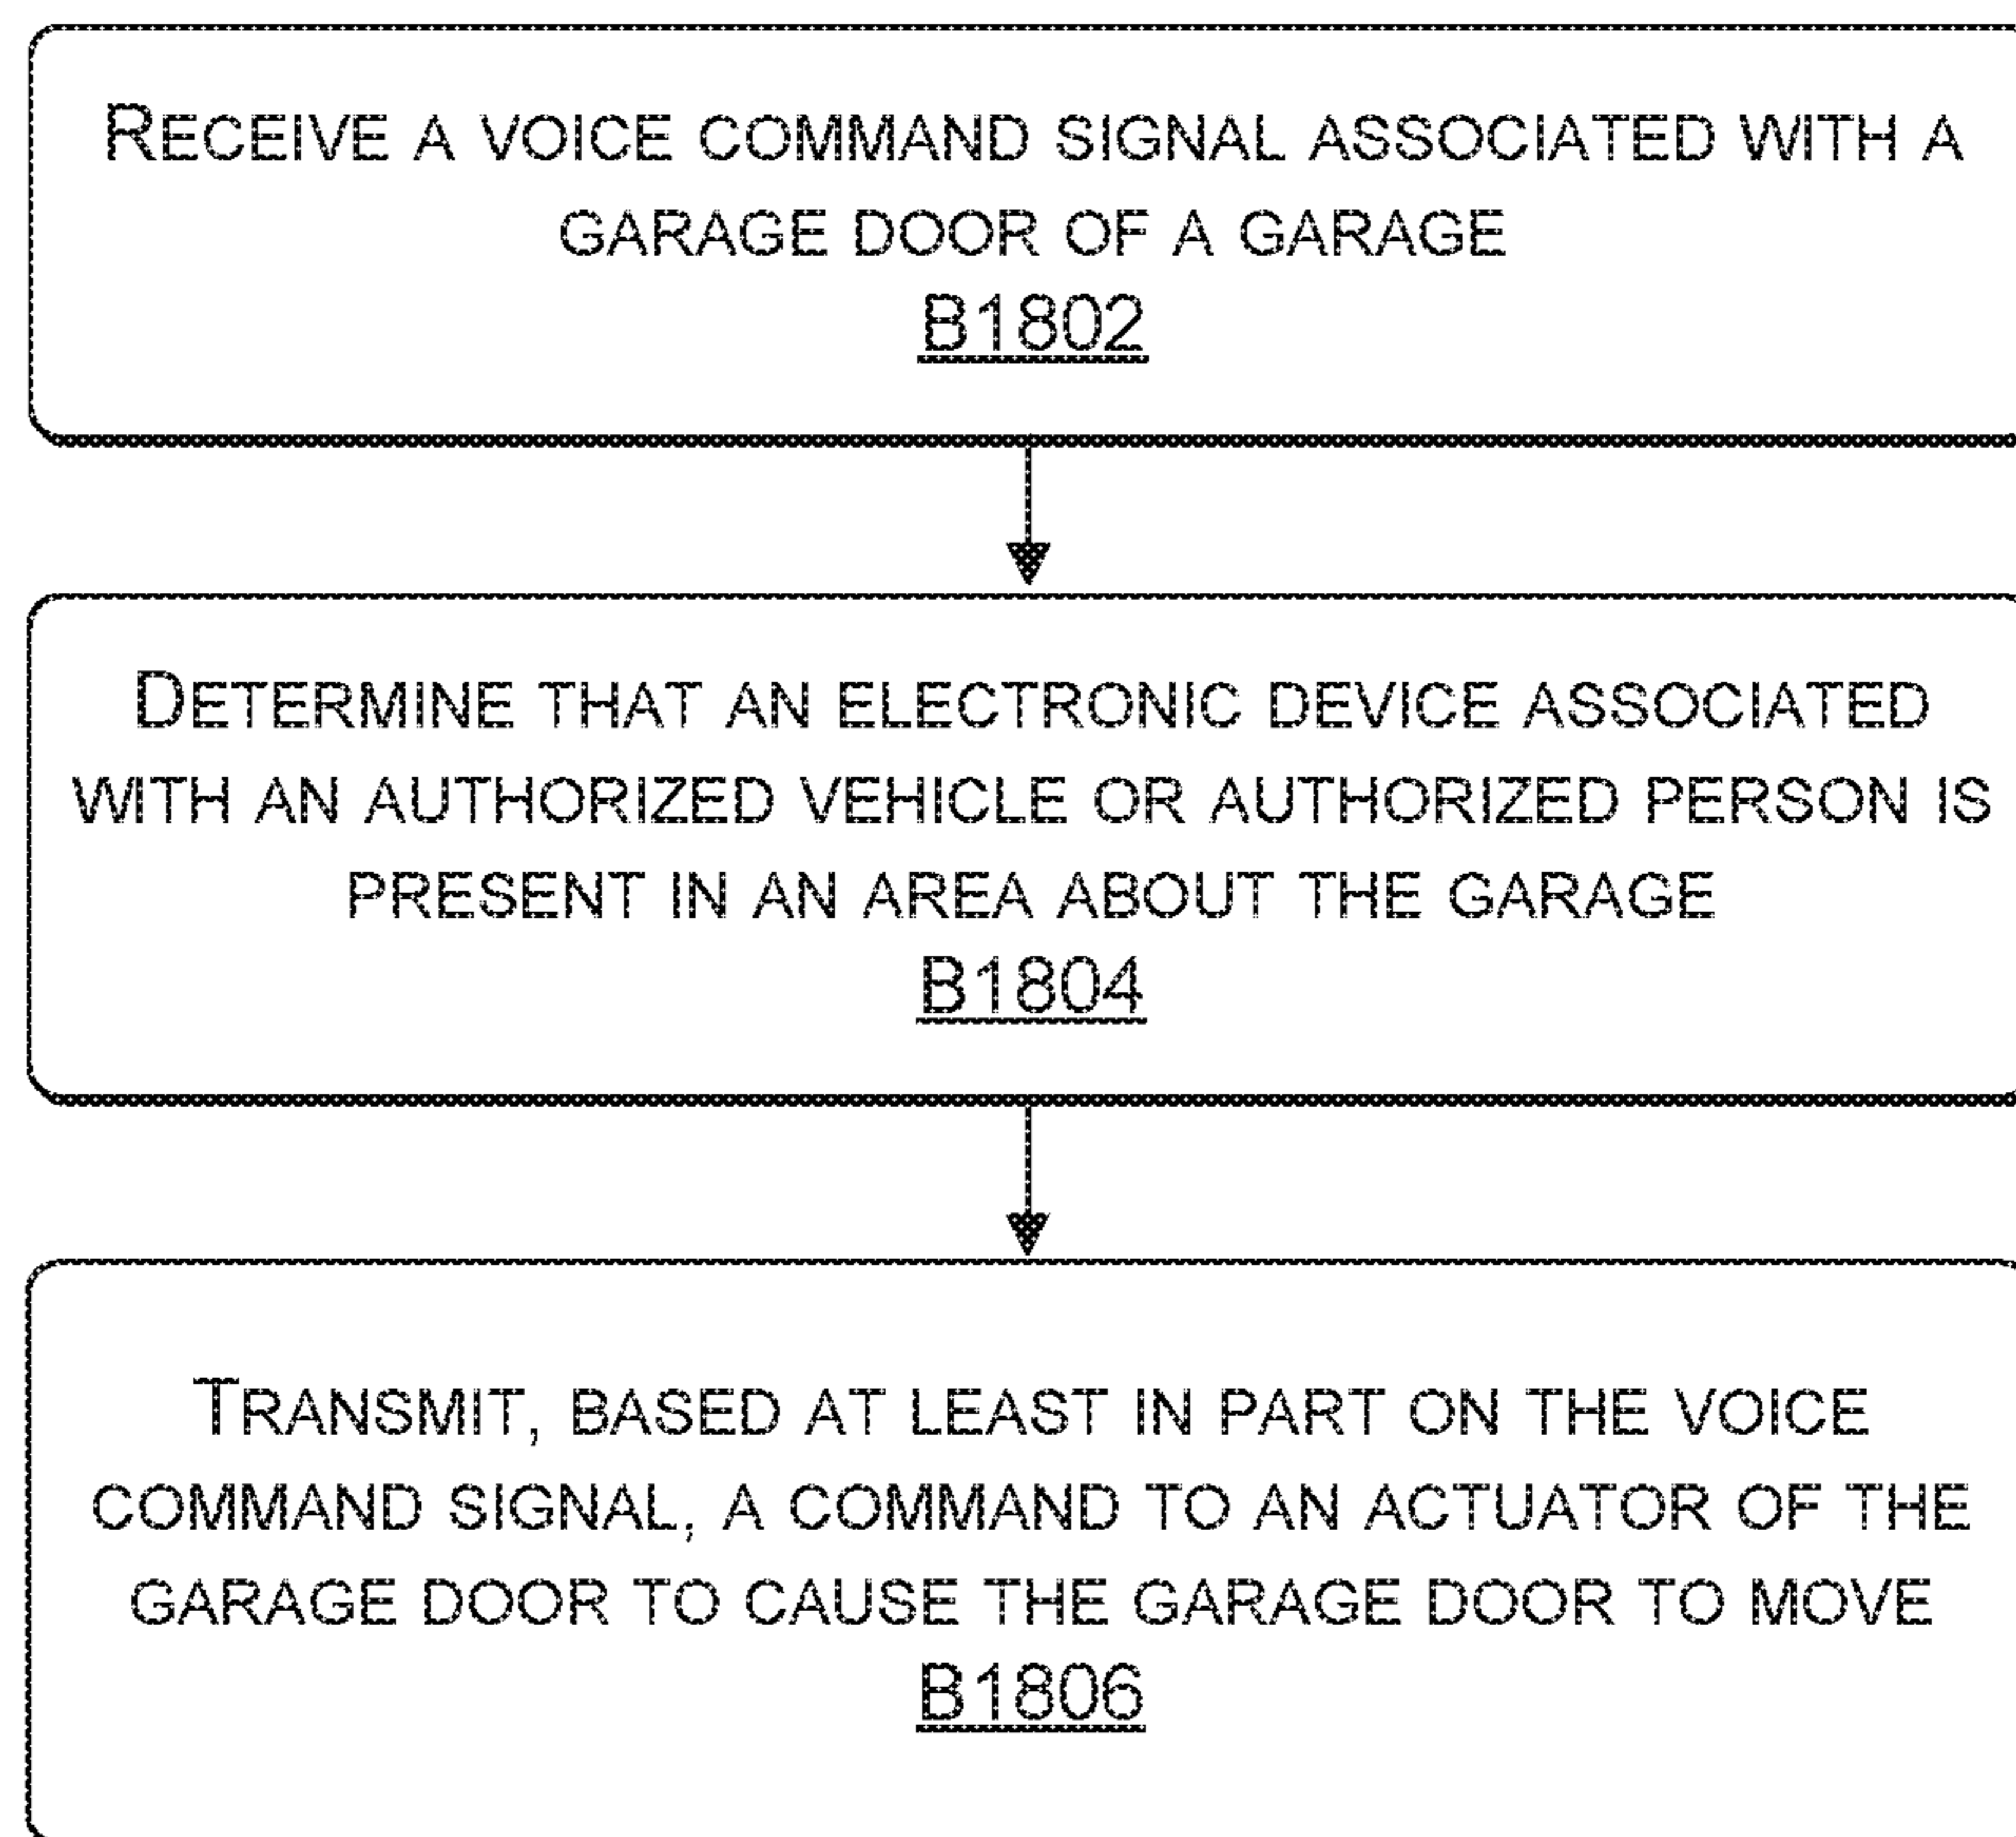 RECEIVE A VOICE COMMAND SIGNAL ASSOCIATED WITH A
GARAGE DOOR OF A GARAGE
B1802
DETERMINE THAT AN ELECTRONIC DEVICE ASSOCIATED
WITH AN AUTHORIZED VEHICLE OR AUTHORIZED PERSON IS
PRESENT IN AN AREA ABOUT THE GARAGE
B1804
TRANSMIT, BASED AT LEAST IN PART ON THE VOICE
COMMAND SIGNAL, A COMMAND TO AN ACTUATOR OF THE
GARAGE DOOR TO CAUSE THE GARAGE DOOR TO MOVE
B1806